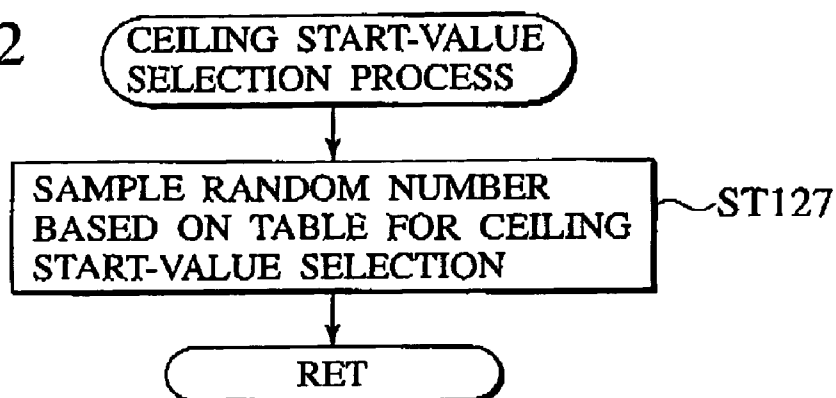 2
CEILING START-VALUE
SELECTION PROCESS
SAMPLE RANDOM NUMBER
BASED ON TABLE FOR CEILING
START-VALUE SELECTION
ST127
RET